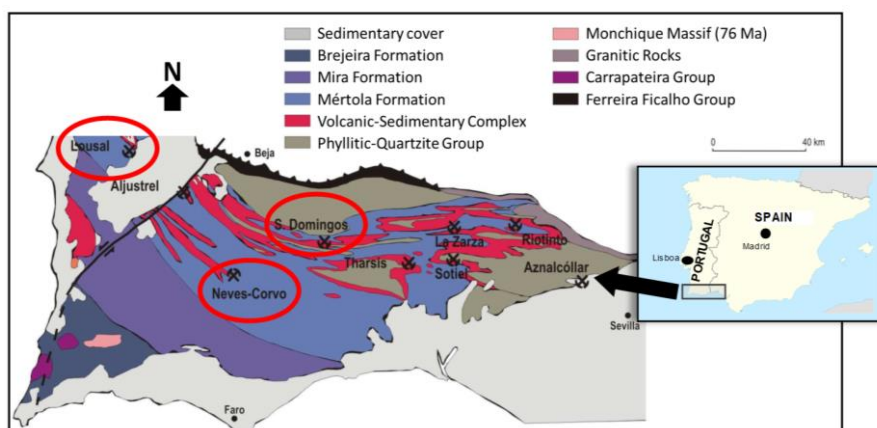 Sedimentary cover
Brejeira Formation
Mira Formation
Mértola Formation
Volcanic-Sedimentary Complex
Phyllitic-Quartzite Group
Monchique Massif (76 Ma)
Granitic Rocks
Carrapateira Group
Ferreira Ficalho Group
N
0
40 km
Lousal
Beja
Aljustrel
S. Domingos
La Zarza
Riotinto
Tharsis
Sotiel
Aznalcóllar
Neves-Corvo
Sevilla
Faro
PORTUGAL
SPAIN
Madrid
Lisboa